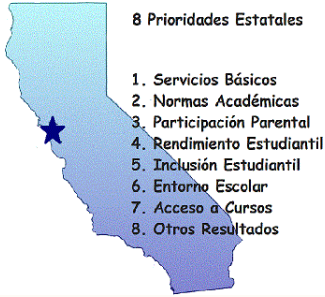 8 Prioridades Estatales
1. Servicios Básicos
2. Normas Académicas
3. Participación Parental
4. Rendimiento Estudiantil
5. Inclusión Estudiantil
6. Entorno Escolar
7. Acceso a Cursos
8. Otros Resultados